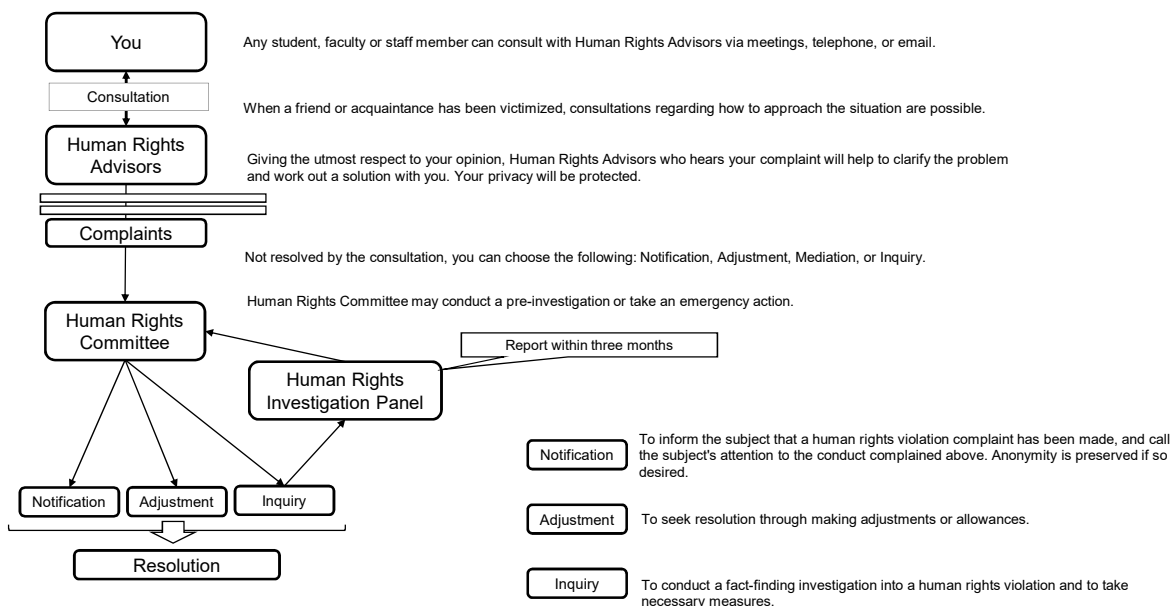 You
Any student, faculty or staff member can consult with Human Rights Advisors via meetings, telephone, or email.
Consultation
When a friend or acquaintance has been victimized, consultations regarding how to approach the situation are possible.
Human Rights
Advisors
Giving the utmost respect to your opinion, Human Rights Advisors who hears your complaint will help to clarify the problem
and work out a solution with you. Your privacy will be protected.
Complaints
Not resolved by the consultation, you can choose the following: Notification, Adjustment, Mediation, or Inquiry.
Human Rights Committee may conduct a pre-investigation or take an emergency action.
Human Rights
Committee
Report within three months
Human Rights
Investigation Panel
Notification
Adjustment
Inquiry
Resolution
Notification
To inform the subject that a human rights violation complaint has been made, and call
the subject's attention to the conduct complained above. Anonymity is preserved if so
desired.
Adjustment
To seek resolution through making adjustments or allowances.
Inquiry
To conduct a fact-finding investigation into a human rights violation and to take
necessary measures.